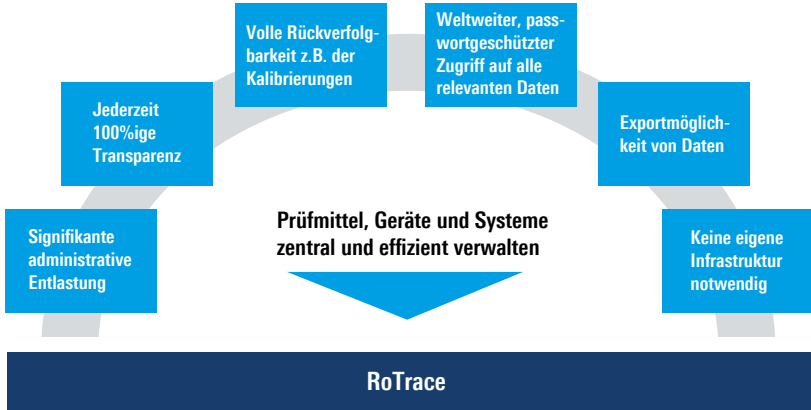 Signifikante
administrative
Entlastung
Jederzeit
100%ige
Transparenz
Volle Rückverfolg-
barkeit z.B. der
Kalibrierungen
Weltweiter, pass-
wortgeschützter
Zugriff auf alle
relevanten Daten
Exportmöglich-
keit von Daten
Keine eigene
Infrastruktur
notwendig
Prüfmittel, Geräte und Systeme
zentral und effizient verwalten
RoTrace